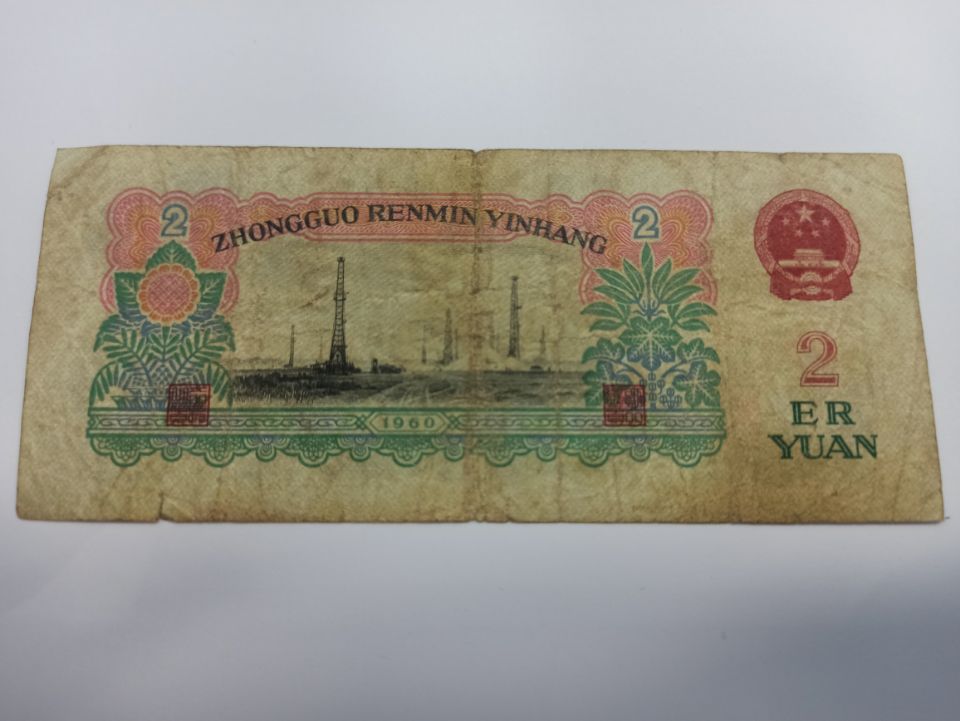 2
2
ZHONGGUO RENMIN YINHANG
2
ER
YUAN
1960